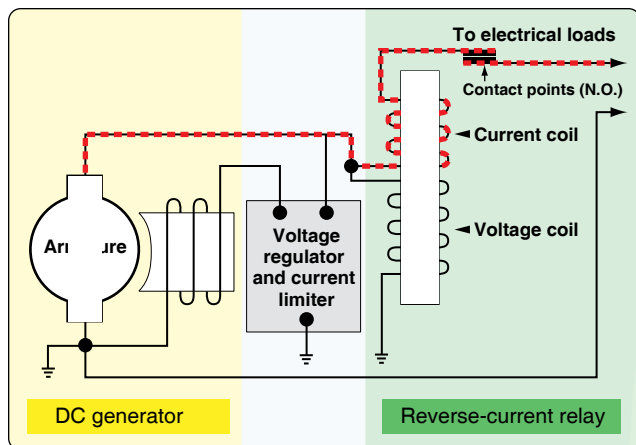 To electrical loads
Contact points (N.O.)
Current coil
Voltage coil
Voltage
regulator
and current
limiter
DC generator
Reverse-current relay